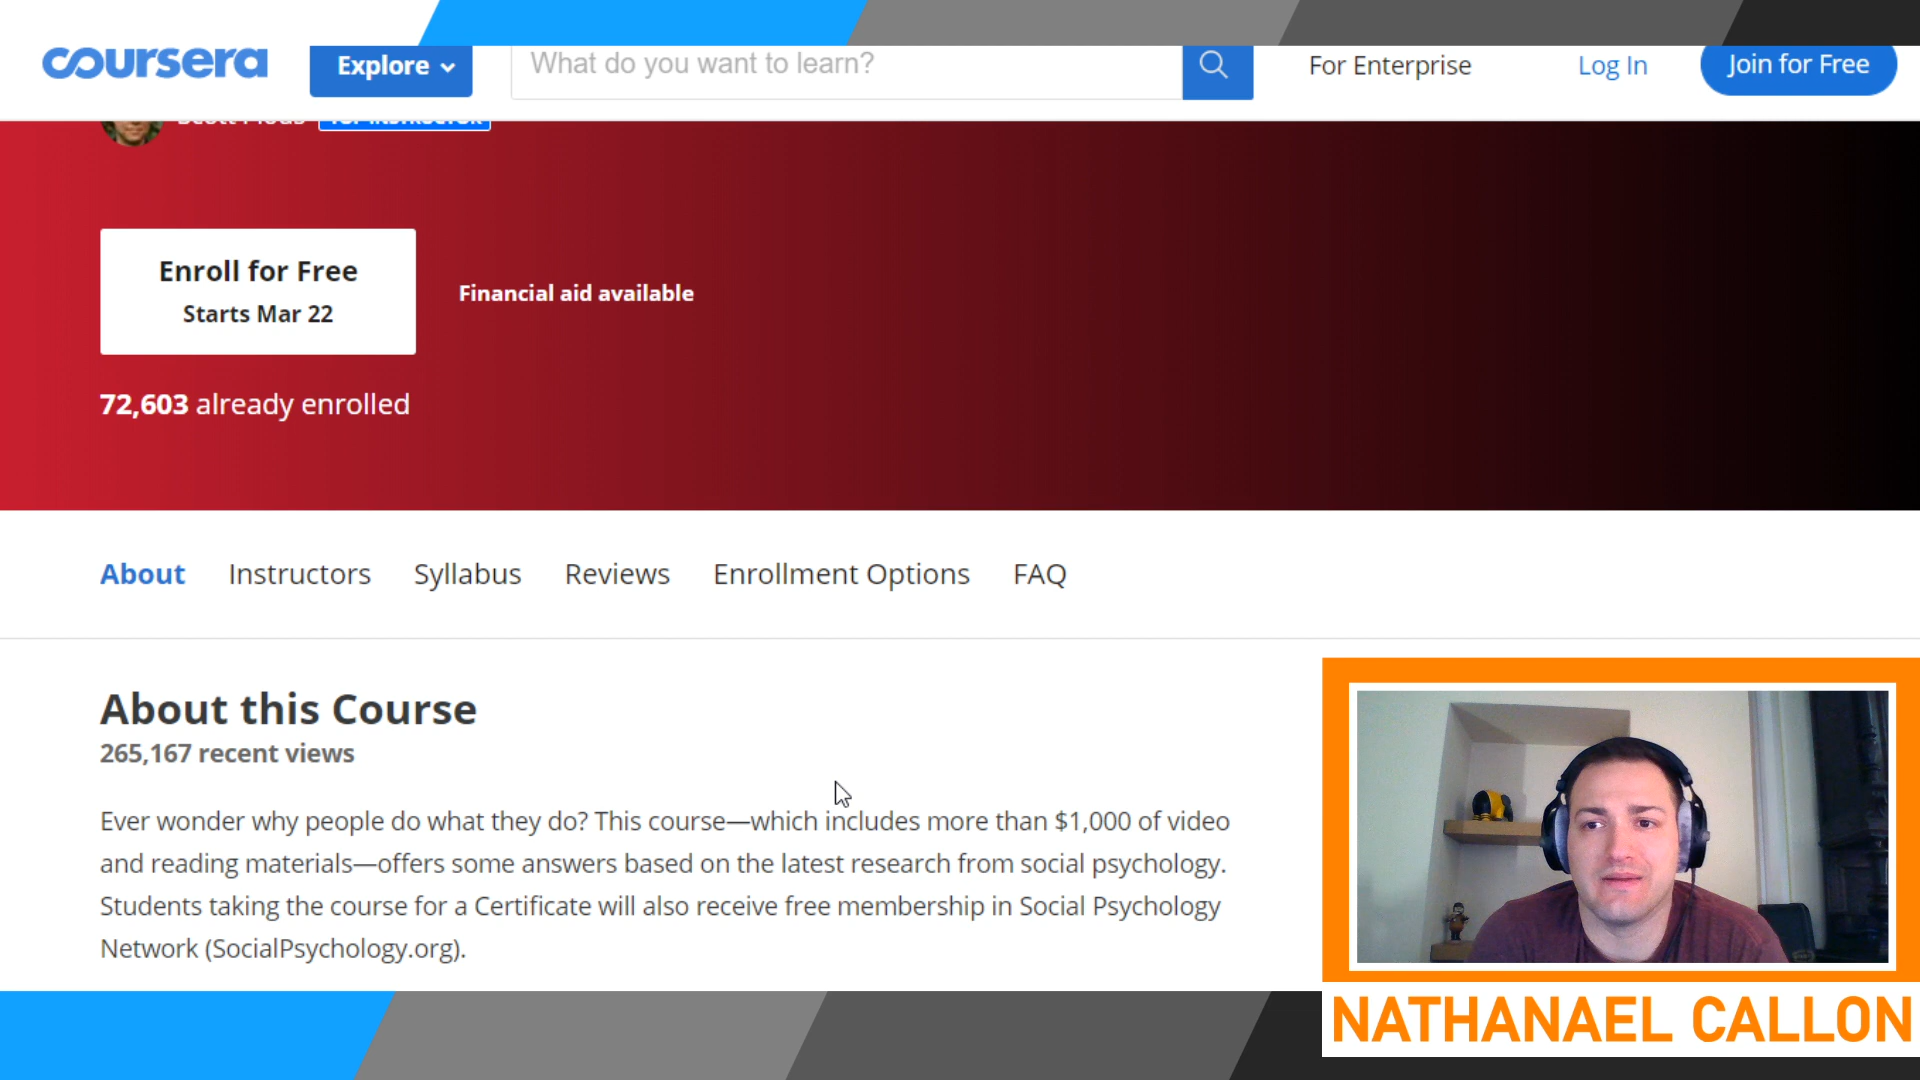 coursera
Explore
What do you want to learn?
For Enterprise
Log In
Join for Free
Enroll for Free
Starts Mar 22
Financial aid available
72,603 already enrolled
About
Instructors
Syllabus
Reviews
Enrollment Options
FAQ
About this Course
265,167 recent views
Ever wonder why people do what they do? This course—which includes more than $1,000 of video
and reading materials—offers some answers based on the latest research from social psychology.
Students taking the course for a Certificate will also receive free membership in Social Psychology
Network (SocialPsychology.org).
NATHANAEL CALLON